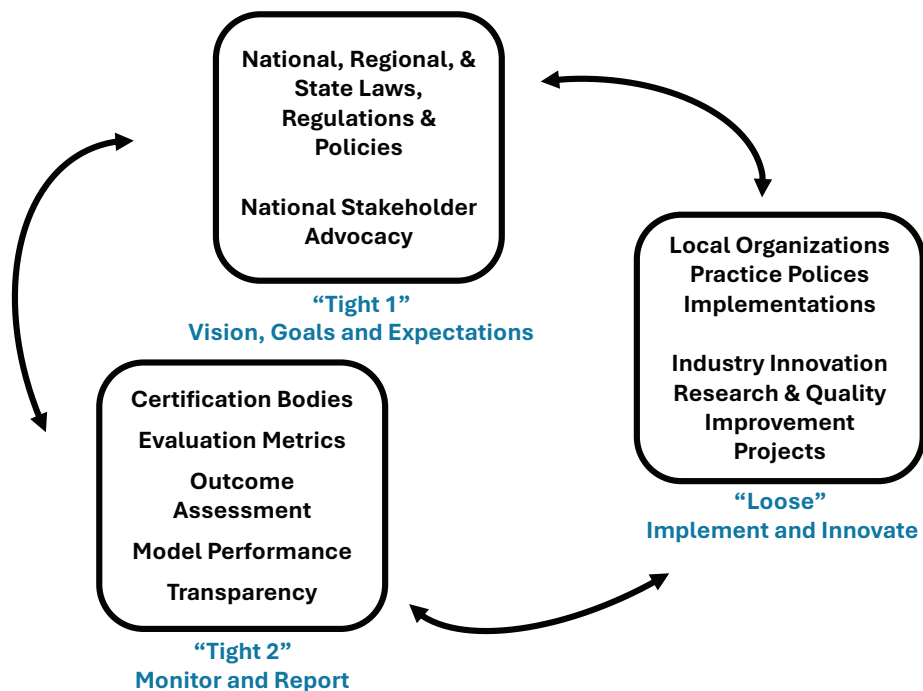 National, Regional, &
State Laws,
Regulations &
Policies
National Stakeholder
Advocacy
“Tight 1”
Vision, Goals and Expectations
Local Organizations
Practice Polices
Implementations
Industry Innovation
Research & Quality
Improvement
Projects
“Loose”
Implement and Innovate
Certification Bodies
Evaluation Metrics
Outcome
Assessment
Model Performance
Transparency
“Tight 2”
Monitor and Report